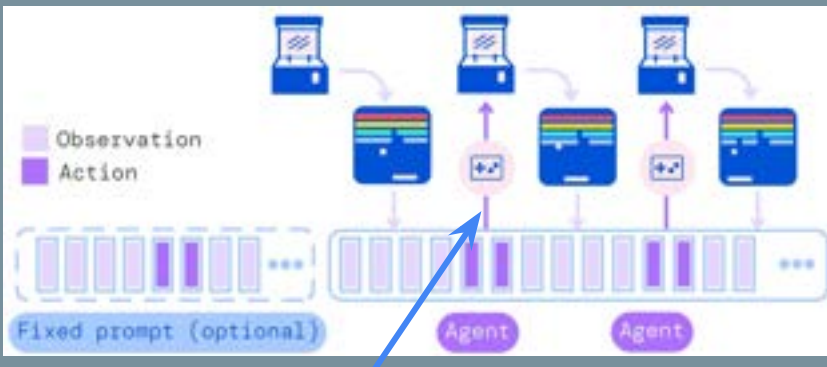 Observation
Action
Fixed prompt (optional)
Agent
Agent